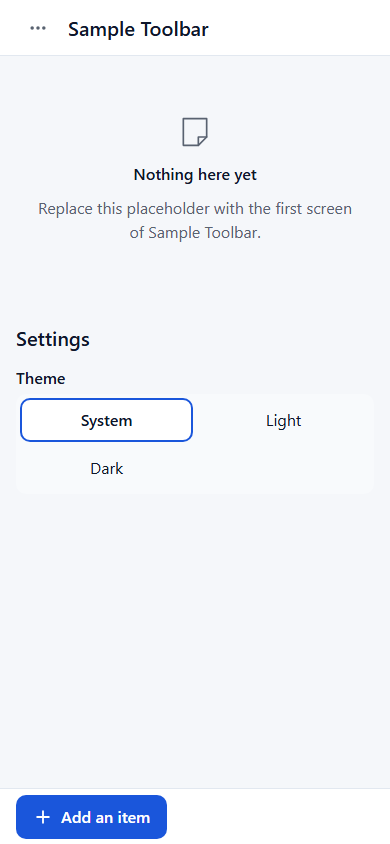 Sample Toolbar
Nothing here yet
Replace this placeholder with the first screen
of Sample Toolbar.
Settings
Theme
System
Light
Dark
Add an item